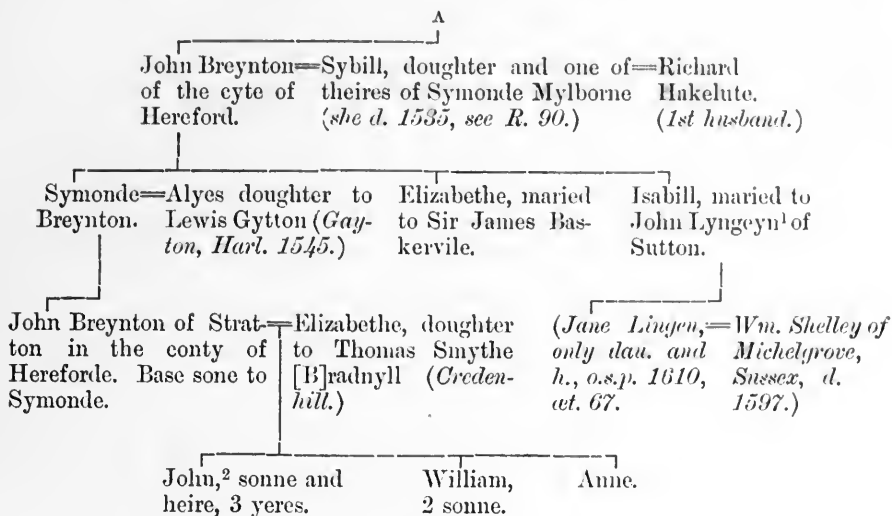 A
John Breynton=Sybill, doughter and one of=Richard
of the cyte of theires of Symonde Mylborne Hakelute.
Hereford. (she d. 1535, see R. 90.) (1st husband.)
Symonde=Alyes doughter to Elizabethe, maried Isabill, maried to
Breynton. Lewis Gytton (Gay- to Sir James Bas- John Lyngeyn¹ of
ton, Harl. 1545.) kervile. Sutton.
John Breynton of Strat-=Elizabethe, doughter (Jane Lingen,=Wm. Shelley of
ton in the conty of to Thomas Smythe only dau. and Michelgrove,
Hereforde. Base sone to [B]radnyll (Creden- h., o.s.p. 1610, Sussex, d.
Symonde. hill.) æt. 67. 1597.)
John,² sonne and William, Anne.
heire, 3 yeres. 2 sonne.